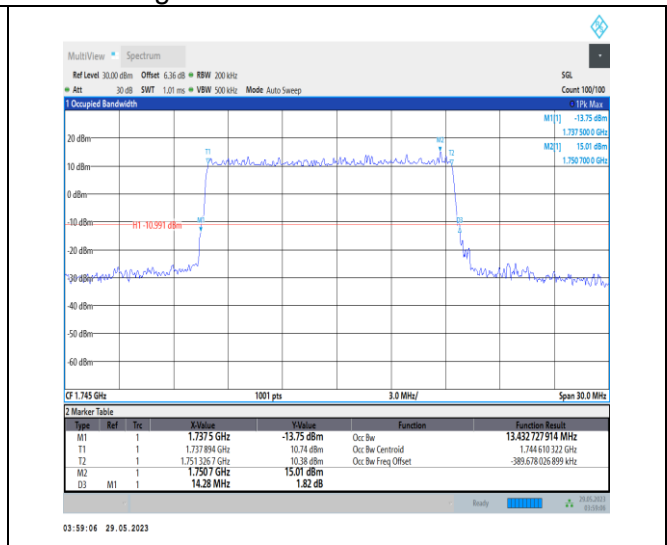 MultiView Spectrum
Ref Level 30.00 dBm Offset 6.36 dB RBW 200 kHz SGL
Att 30 dB SWT 1.01 ms VBW 500 kHz Mode Auto Sweep Count 100/100
1 Occupied Bandwidth 1Pk Max
M1[1] -13.75 dBm
1.737 500 0 GHz
M2[1] 15.01 dBm
1.750 700 0 GHz
M2
T1 T2
20 dBm
10 dBm
0 dBm
M1 D3
-10 dBm
H1 -10.991 dBm
-20 dBm
-30 dBm
-40 dBm
-50 dBm
-60 dBm
CF 1.745 GHz 1001 pts 3.0 MHz/ Span 30.0 MHz
2 Marker Table
Type Ref Trc X-Value Y-Value Function Function Result
M1 1 1.7375 GHz -13.75 dBm Occ Bw 13.432 727 914 MHz
T1 1 1.737 894 GHz 10.74 dBm Occ Bw Centroid 1.744 610 322 GHz
T2 1 1.751 326 7 GHz 10.38 dBm Occ Bw Freq Offset -389.678 026 899 kHz
M2 1 1.7507 GHz 15.01 dBm
D3 M1 1 14.28 MHz 1.82 dB
Ready 29.05.2023
03:59:06
03:59:06 29.05.2023